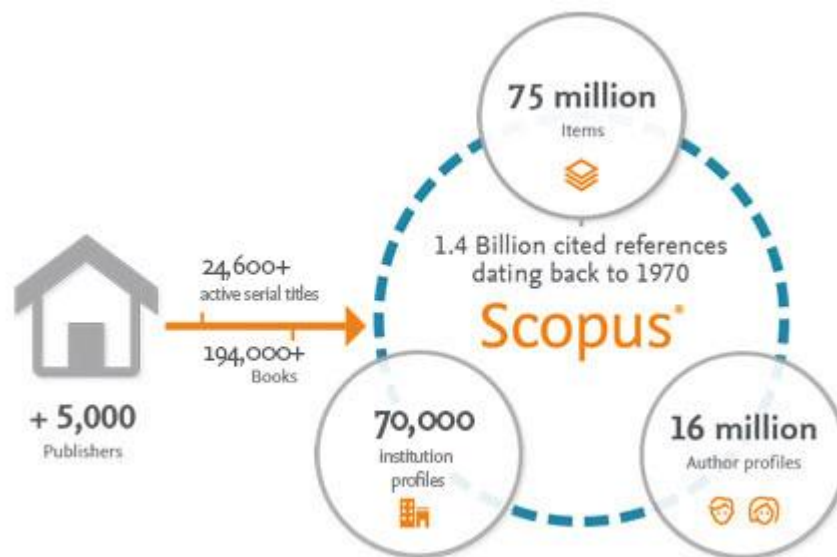 75 million
Items
1.4 Billion cited references
dating back to 1970
Scopus®
24,600+
active serial titles
194,000+
Books
+ 5,000
Publishers
70,000
institution
profiles
16 million
Author profiles